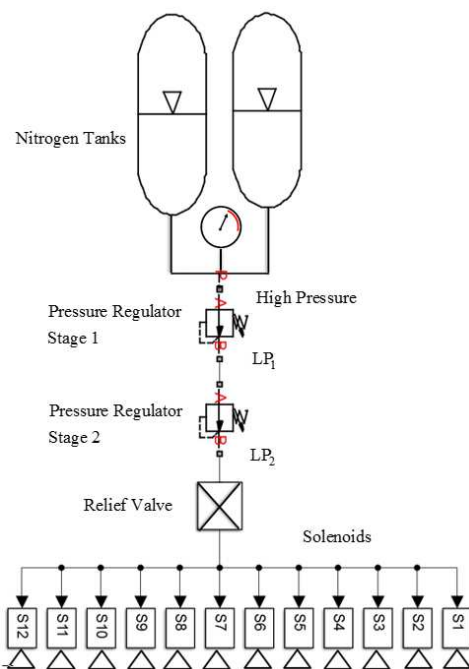 Nitrogen Tanks
P
High Pressure
A
Pressure Regulator
Stage 1
B
LP1
A
Pressure Regulator
Stage 2
B
LP2
Relief Valve
Solenoids
S12 S11 S10 S9 S8 S7 S6 S5 S4 S3 S2 S1